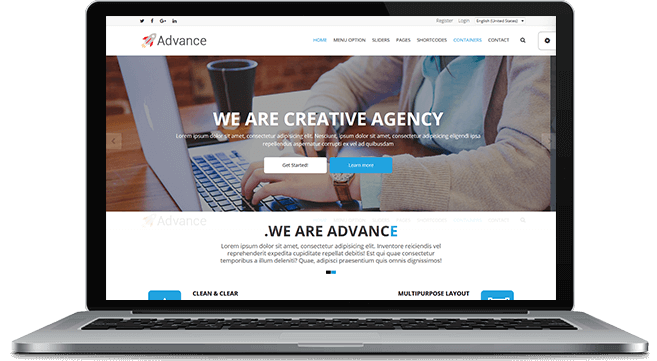 Register Login English (United States)
Advance
HOME MENU OPTION SLIDERS PAGES SHORTCODES CONTAINERS CONTACT
WE ARE CREATIVE AGENCY
Lorem ipsum dolor sit amet, consectetur adipisicing elit. Nesciunt, ipsum dolor sit amet, consectetur adipisicing eligendi ipsa
repellendus aspernatur corrupti ex vel ad quibusdam
Get Started! Learn more
Advance
.WE ARE ADVANCE
Lorem ipsum dolor sit amet, consectetur adipisicing elit. Inventore reiciendis vel
reprehenderit expedita cupiditate repellat debitis! Est qui quae consectetur
temporibus a illum deleniti? Quae, adipisci praesentium quis omnis dignissimos!
CLEAN & CLEAR MULTIPURPOSE LAYOUT